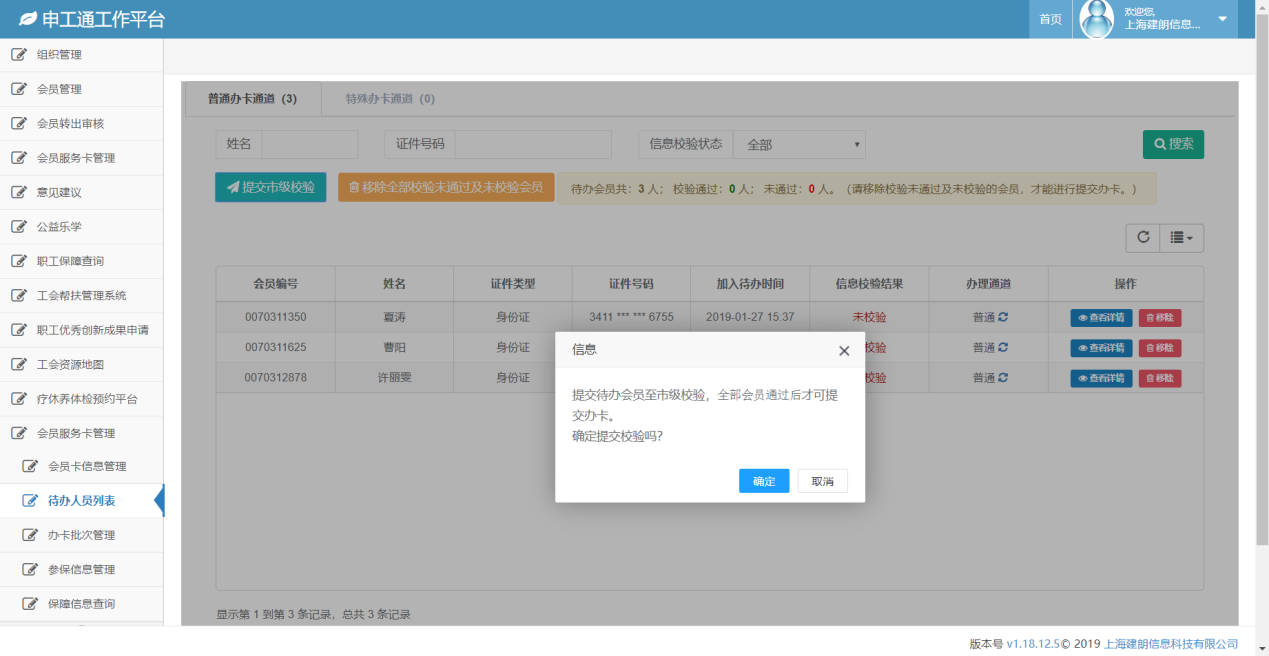 申工通工作平台
首页
欢迎您,
上海建朗信息...
组织管理
会员管理
会员转出审核
会员服务卡管理
意见建议
公益乐学
职工保障查询
工会帮扶管理系统
职工优秀创新成果申请
工会资源地图
疗休养体检预约平台
会员服务卡管理
会员卡信息管理
待办人员列表
办卡批次管理
参保信息管理
保障信息查询
普通办卡通道（3） 特殊办卡通道（0）
姓名 证件号码 信息校验状态 全部 搜索
提交市级校验 移除全部校验未通过及未校验会员 待办会员共：3 人； 校验通过：0 人； 未通过：0 人。（请移除校验未通过及未校验的会员，才能进行提交办卡。）
会员编号 姓名 证件类型 证件号码 加入待办时间 信息校验结果 办理通道 操作
0070311350 夏涛 身份证 3411 *** *** 6755 2019-01-27 15:37 未校验 普通 查看详情 移除
0070311625 曹阳 身份证 校验 普通 查看详情 移除
0070312878 许丽雯 身份证 校验 普通 查看详情 移除
信息
提交待办会员至市级校验，全部会员通过后才可提
交办卡。
确定提交校验吗?
确定 取消
显示第 1 到第 3 条记录，总共 3 条记录
版本号 v1.18.12.5© 2019 上海建朗信息科技有限公司